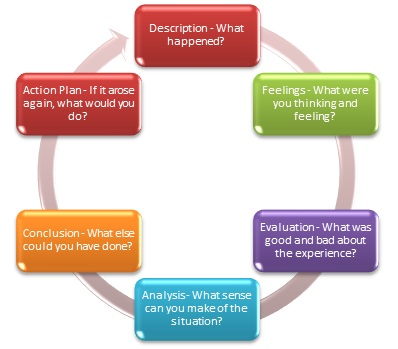 Description - What
happened?
Feelings - What were
you thinking and
feeling?
Evaluation - What was
good and bad about
the experience?
Analysis- What sense
can you make of the
situation?
Conclusion - What else
could you have done?
Action Plan - If it arose
again, what would you
do?